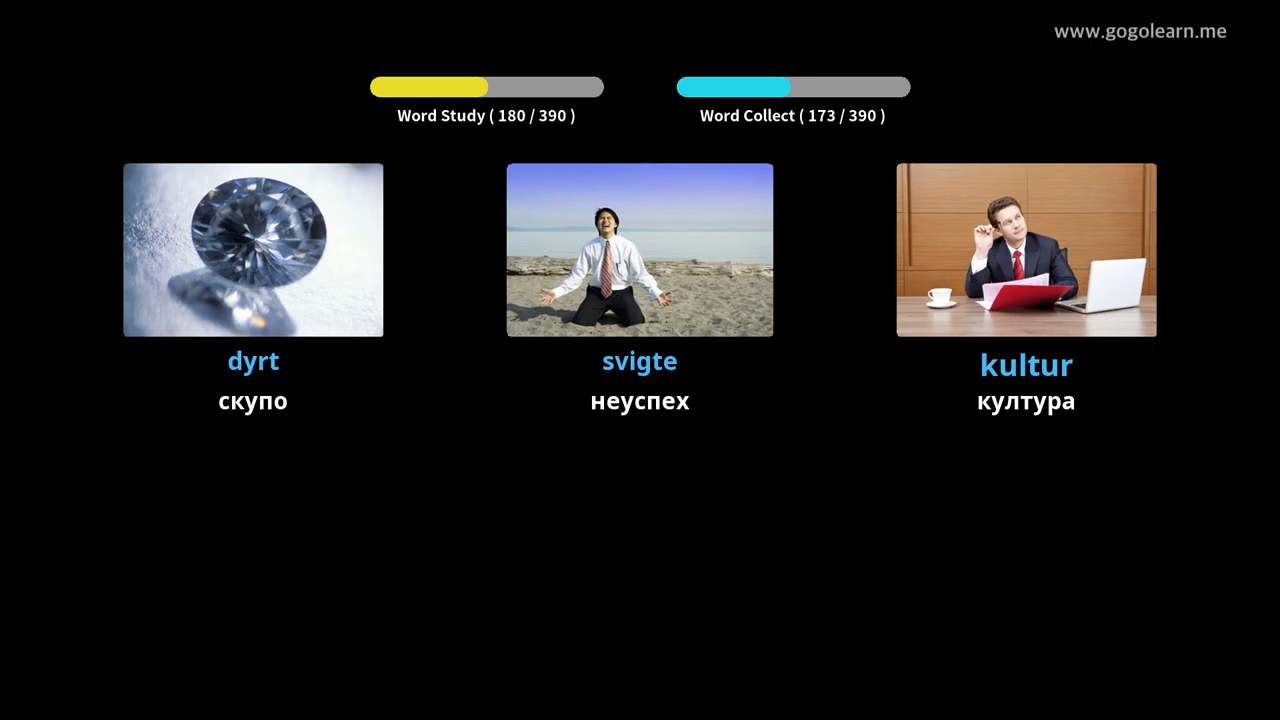 www.gogolearn.me
Word Study ( 180 / 390 )
Word Collect ( 173 / 390 )
dyrt
svigte
kultur
скупо
неуспех
култура